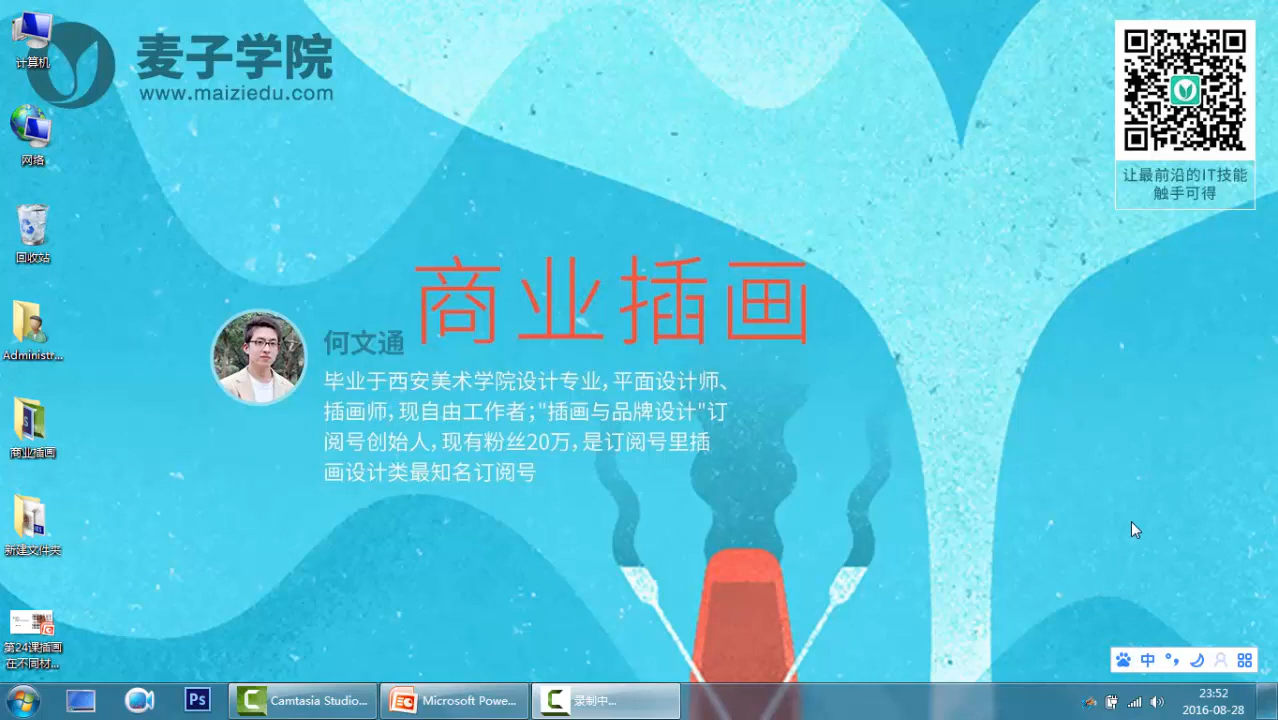 麦子学院
www.maiziedu.com
计算机
网络
回收站
Administr...
商业插画
新建文件夹
第24课插画
在不同材...
让最前沿的IT技能
触手可得
商业插画
何文通
毕业于西安美术学院设计专业，平面设计师、
插画师，现自由工作者；"插画与品牌设计"订
阅号创始人，现有粉丝20万，是订阅号里插
画设计类最知名订阅号
中
Ps
Camtasia Studio...
Microsoft Powe...
录制中...
23:52
2016-08-28